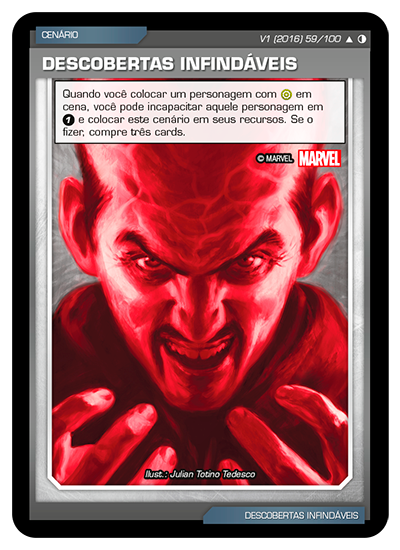 CENÁRIO
V1 (2016) 59/100
DESCOBERTAS INFINDÁVEIS
Quando você colocar um personagem com em
cena, você pode incapacitar aquele personagem em
1 e colocar este cenário em seus recursos. Se o
fizer, compre três cards.
© MARVEL MARVEL
Ilust.: Julian Totino Tedesco
DESCOBERTAS INFINDÁVEIS